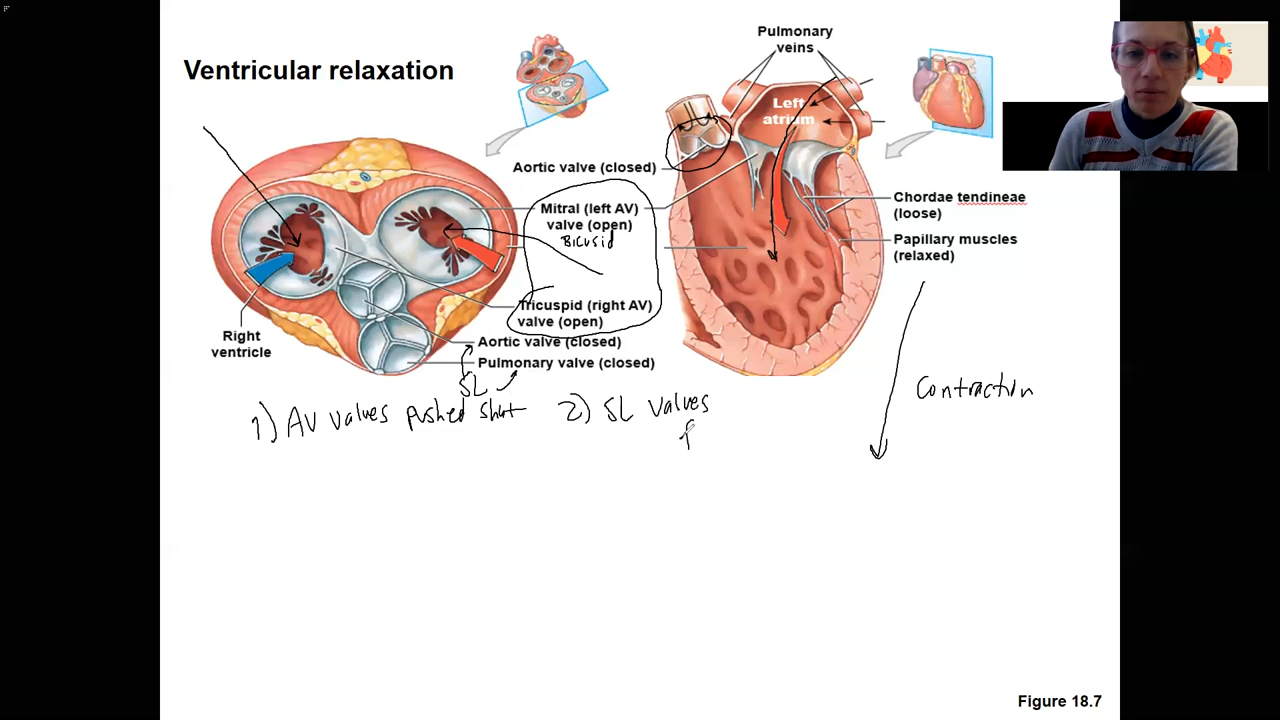 Ventricular relaxation
Pulmonary
veins
Left
atrium
Aortic valve (closed)
Mitral (left AV)
valve (open)
Bicusid
Chordae tendineae
(loose)
Papillary muscles
(relaxed)
Tricuspid (right AV)
valve (open)
Right
ventricle
Aortic valve (closed)
Pulmonary valve (closed)
SL
1) AV valves pushed shut
2) SL valves
f
Contraction
Figure 18.7